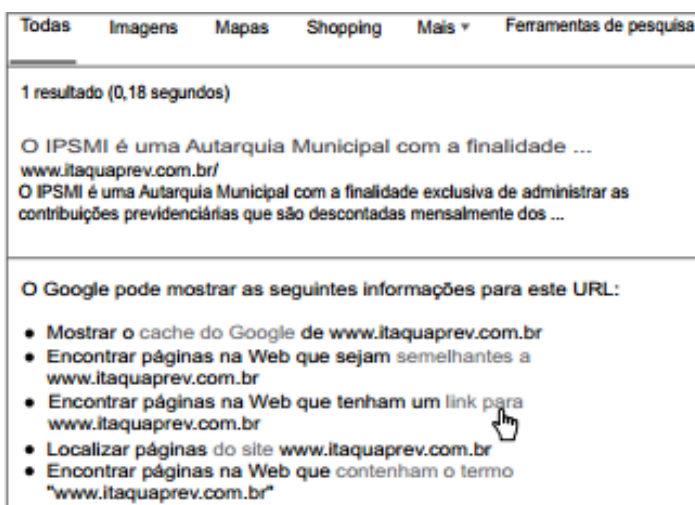 Todas Imagens Mapas Shopping Mais ▾ Ferramentas de pesquisa
1 resultado (0,18 segundos)
O IPSMI é uma Autarquia Municipal com a finalidade ...
www.itaquaprev.com.br/
O IPSMI é uma Autarquia Municipal com a finalidade exclusiva de administrar as
contribuições previdenciárias que são descontadas mensalmente dos ...
O Google pode mostrar as seguintes informações para este URL:
● Mostrar o cache do Google de www.itaquaprev.com.br
● Encontrar páginas na Web que sejam semelhantes a
www.itaquaprev.com.br
● Encontrar páginas na Web que tenham um link para
www.itaquaprev.com.br
● Localizar páginas do site www.itaquaprev.com.br
● Encontrar páginas na Web que contenham o termo
"www.itaquaprev.com.br"